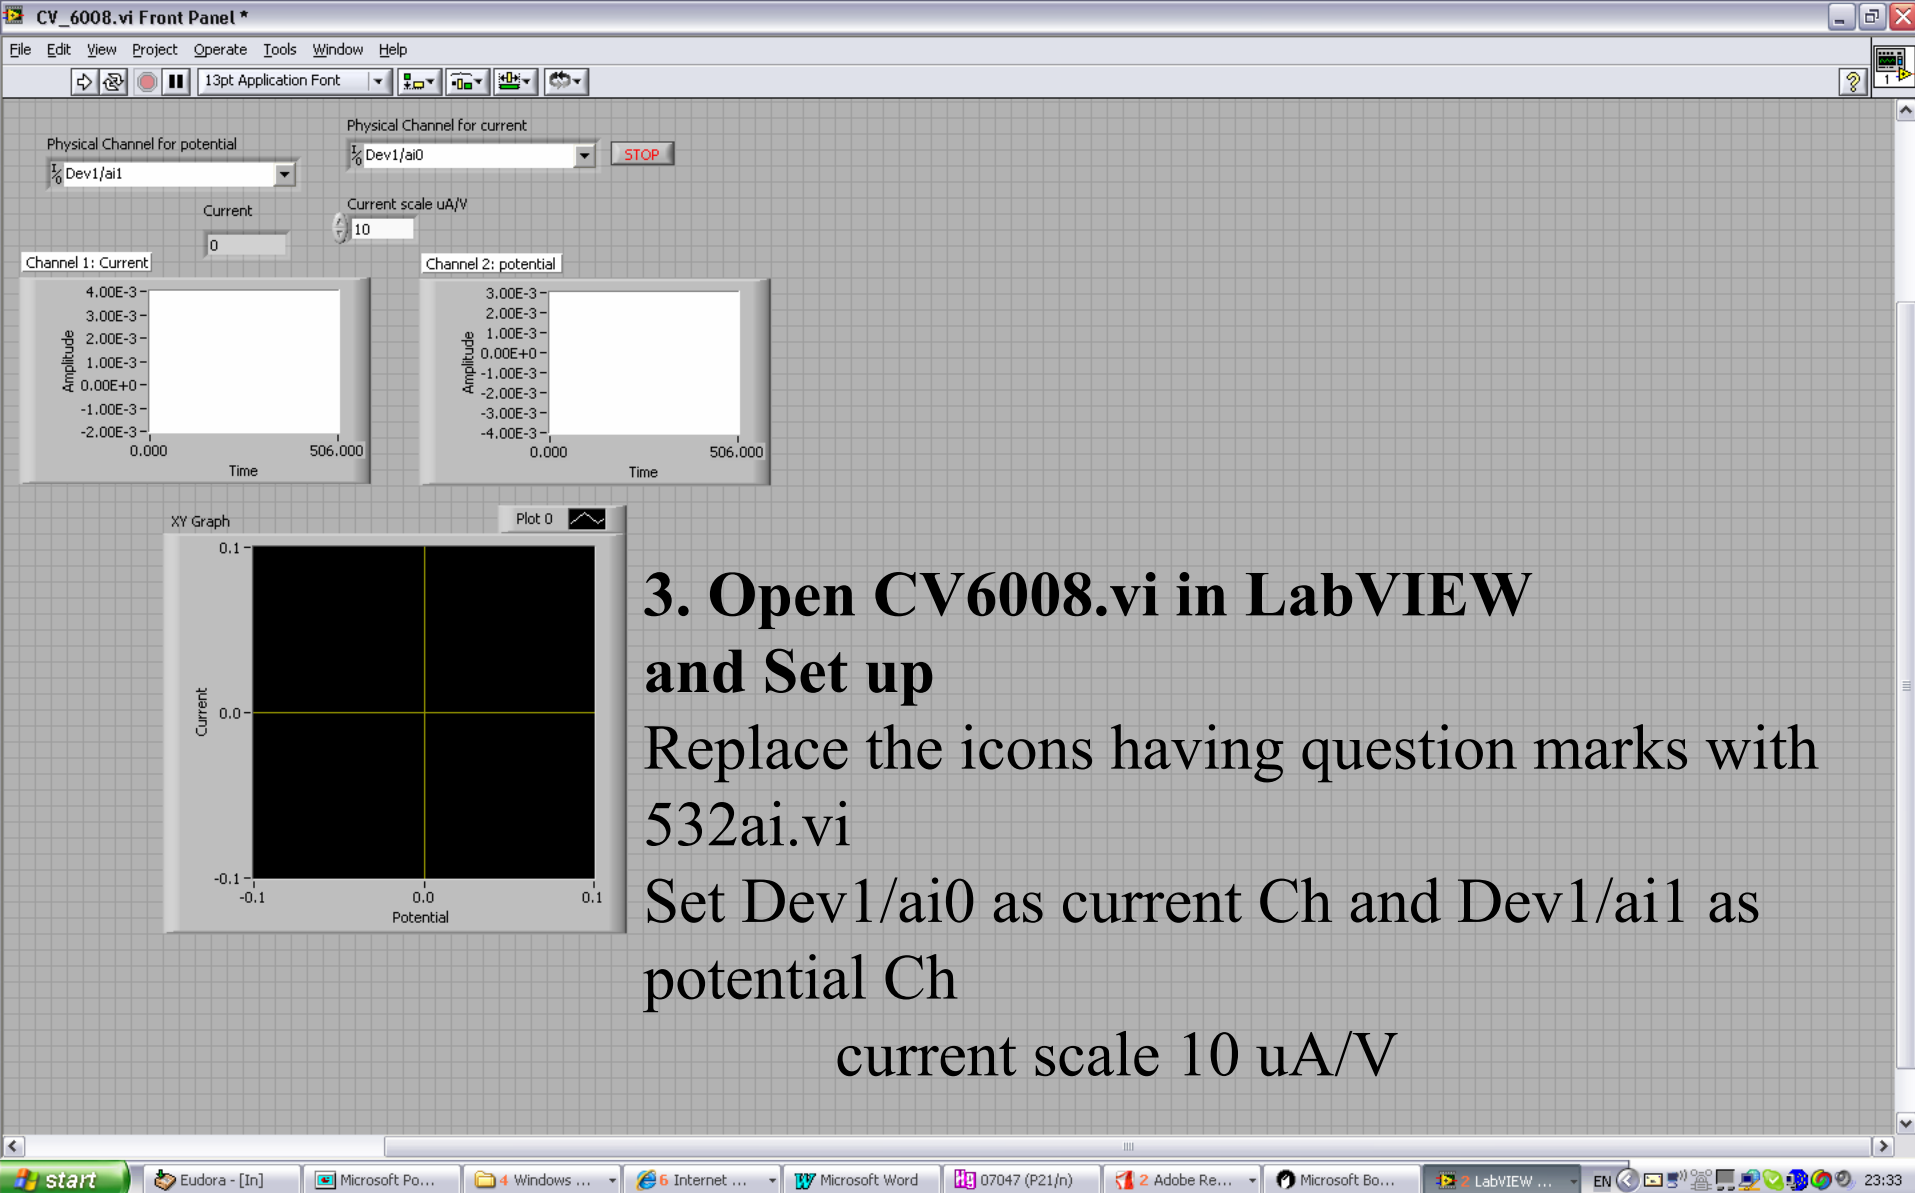 CV_6008.vi Front Panel *
File Edit View Project Operate Tools Window Help
13pt Application Font
1
Physical Channel for potential
Dev1/ai1
Physical Channel for current
Dev1/ai0
STOP
Current
0
Current scale uA/V
10
Channel 1: Current
4.00E-3
3.00E-3
2.00E-3
1.00E-3
0.00E+0
-1.00E-3
-2.00E-3
Amplitude
0.000 506.000
Time
Channel 2: potential
3.00E-3
2.00E-3
1.00E-3
0.00E+0
-1.00E-3
-2.00E-3
-3.00E-3
-4.00E-3
Amplitude
0.000 506.000
Time
XY Graph
Plot 0
0.1
0.0
-0.1
Current
-0.1 0.0 0.1
Potential
3. Open CV6008.vi in LabVIEW
and Set up
Replace the icons having question marks with
532ai.vi
Set Dev1/ai0 as current Ch and Dev1/ai1 as
potential Ch
current scale 10 uA/V
start Eudora - [In] Microsoft Po... 4 Windows ... 6 Internet ... Microsoft Word 07047 (P21/n) 2 Adobe Re... Microsoft Bo... 2 LabVIEW ... EN 23:33